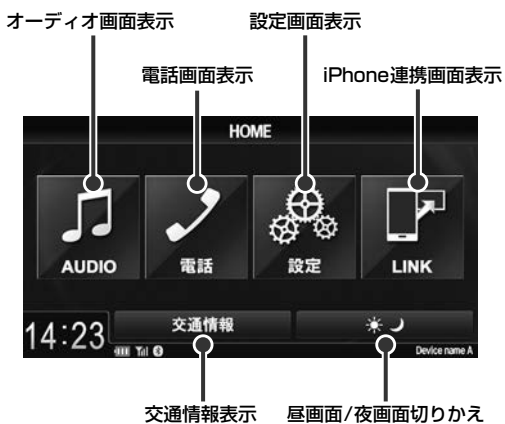 オーディオ画面表示
設定画面表示
電話画面表示
iPhone連携画面表示
HOME
AUDIO
電話
設定
LINK
14:23
交通情報
Device name A
交通情報表示
昼画面/夜画面切りかえ